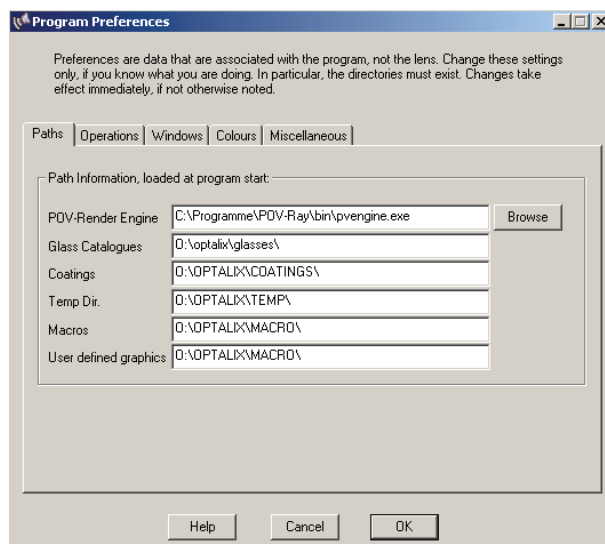 Program Preferences
Preferences are data that are associated with the program, not the lens. Change these settings
only, if you know what you are doing. In particular, the directories must exist. Changes take
effect immediately, if not otherwise noted.
Paths Operations Windows Colours Miscellaneous
Path Information, loaded at program start:
POV-Render Engine C:\Programme\POV-Ray\bin\pvengine.exe Browse
Glass Catalogues O:\optalix\glasses\
Coatings O:\OPTALIX\COATINGS\
Temp Dir. O:\OPTALIX\TEMP\
Macros O:\OPTALIX\MACRO\
User defined graphics O:\OPTALIX\MACRO\
Help Cancel OK